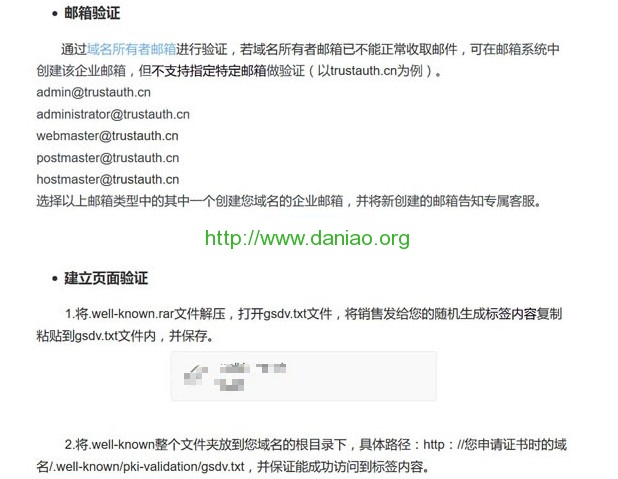 邮箱验证
通过域名所有者邮箱进行验证，若域名所有者邮箱已不能正常收取邮件，可在邮箱系统中
创建该企业邮箱，但不支持指定特定邮箱做验证（以trustauth.cn为例）。
admin@trustauth.cn
administrator@trustauth.cn
webmaster@trustauth.cn
postmaster@trustauth.cn
hostmaster@trustauth.cn
选择以上邮箱类型中的其中一个创建您域名的企业邮箱，并将新创建的邮箱告知专属客服。
http://www.daniao.org
建立页面验证
1.将.well-known.rar文件解压，打开gsdv.txt文件，将销售发给您的随机生成标签内容复制
粘贴到gsdv.txt文件内，并保存。
2.将.well-known整个文件夹放到您域名的根目录下，具体路径：http：//您申请证书时的域
名/.well-known/pki-validation/gsdv.txt，并保证能成功访问到标签内容。